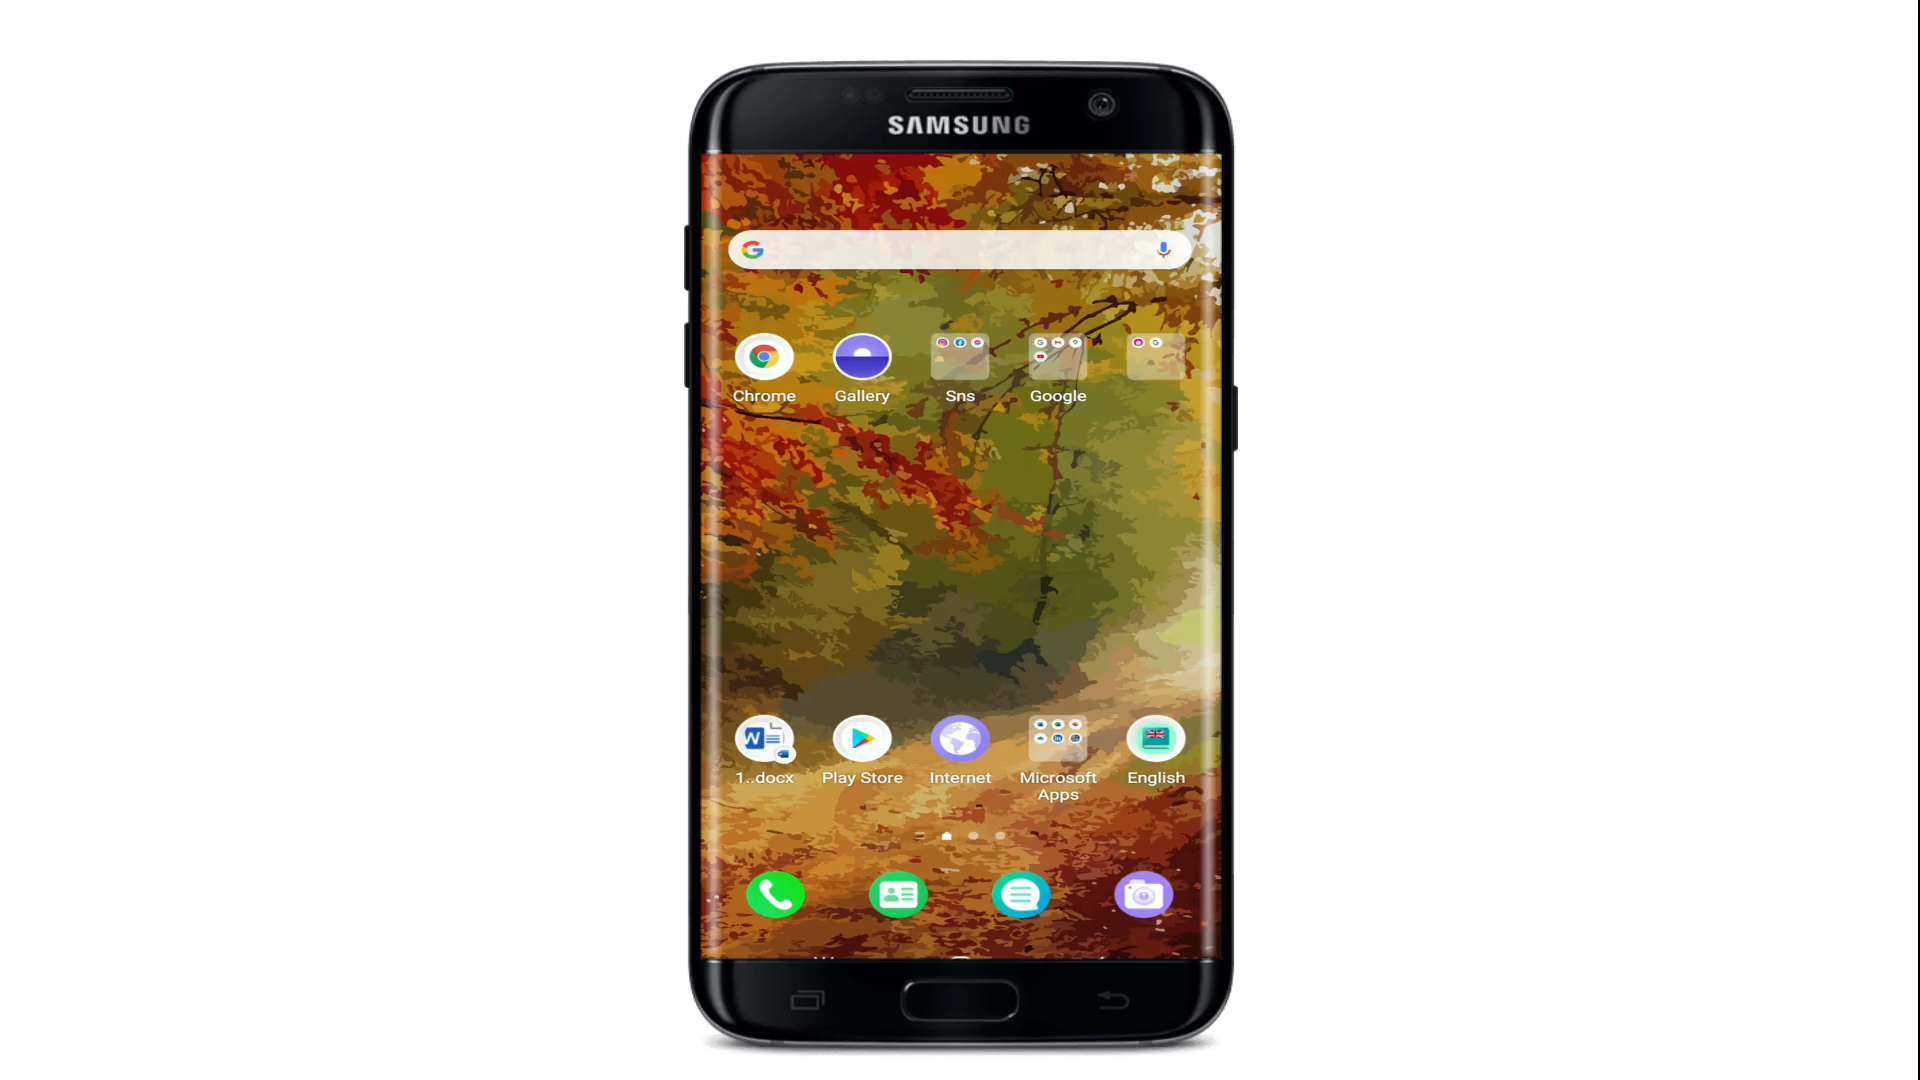 SAMSUNG
Chrome
Gallery
Sns
Google
1..docx
Play Store
Internet
Microsoft
Apps
English